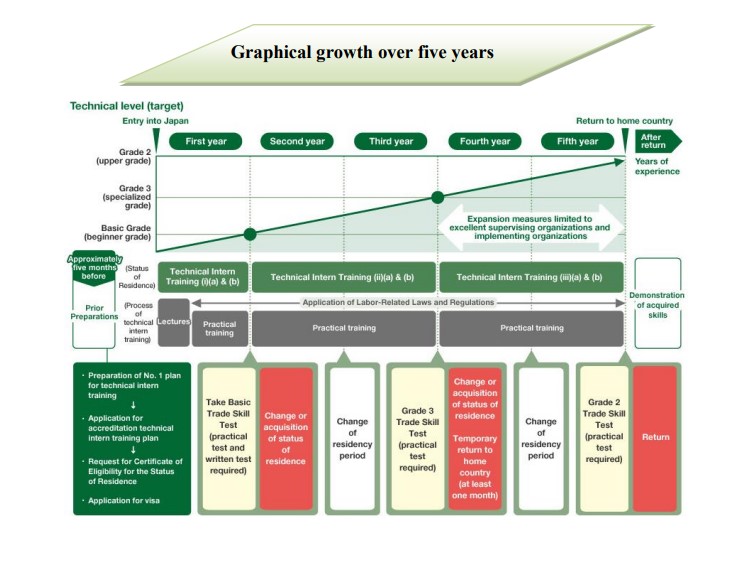 Graphical growth over five years
Technical level (target)
Entry into Japan
Return to home country
First year
Second year
Third year
Fourth year
Fifth year
After
return
Grade 2
(upper grade)
Years of
experience
Grade 3
(specialized
grade)
Basic Grade
(beginner grade)
Expansion measures limited to
excellent supervising organizations and
implementing organizations
Approximately
five months
before
(Status
of
Residence)
Technical Intern
Training (i)(a) & (b)
Technical Intern Training (ii)(a) & (b)
Technical Intern Training (iii)(a) & (b)
Prior
Preparations
(Process
of
technical
intern
training)
Lectures
Application of Labor-Related Laws and Regulations
Practical
training
Practical training
Practical training
Demonstration
of acquired
skills
・ Preparation of No. 1 plan
for technical intern
training
↓
・ Application for
accreditation technical
intern training plan
↓
・ Request for Certificate of
Eligibility for the Status
of Residence
・ Application for visa
Take Basic
Trade Skill
Test
(practical
test and
written test
required)
Change or
acquisition
of status
of
residence
Change
of
residency
period
Grade 3
Trade Skill
Test
(practical
test
required)
Change or
acquisition
of status of
residence
Temporary
return to
home
country
(at least
one month)
Change
of
residency
period
Grade 2
Trade Skill
Test
(practical
test
required)
Return